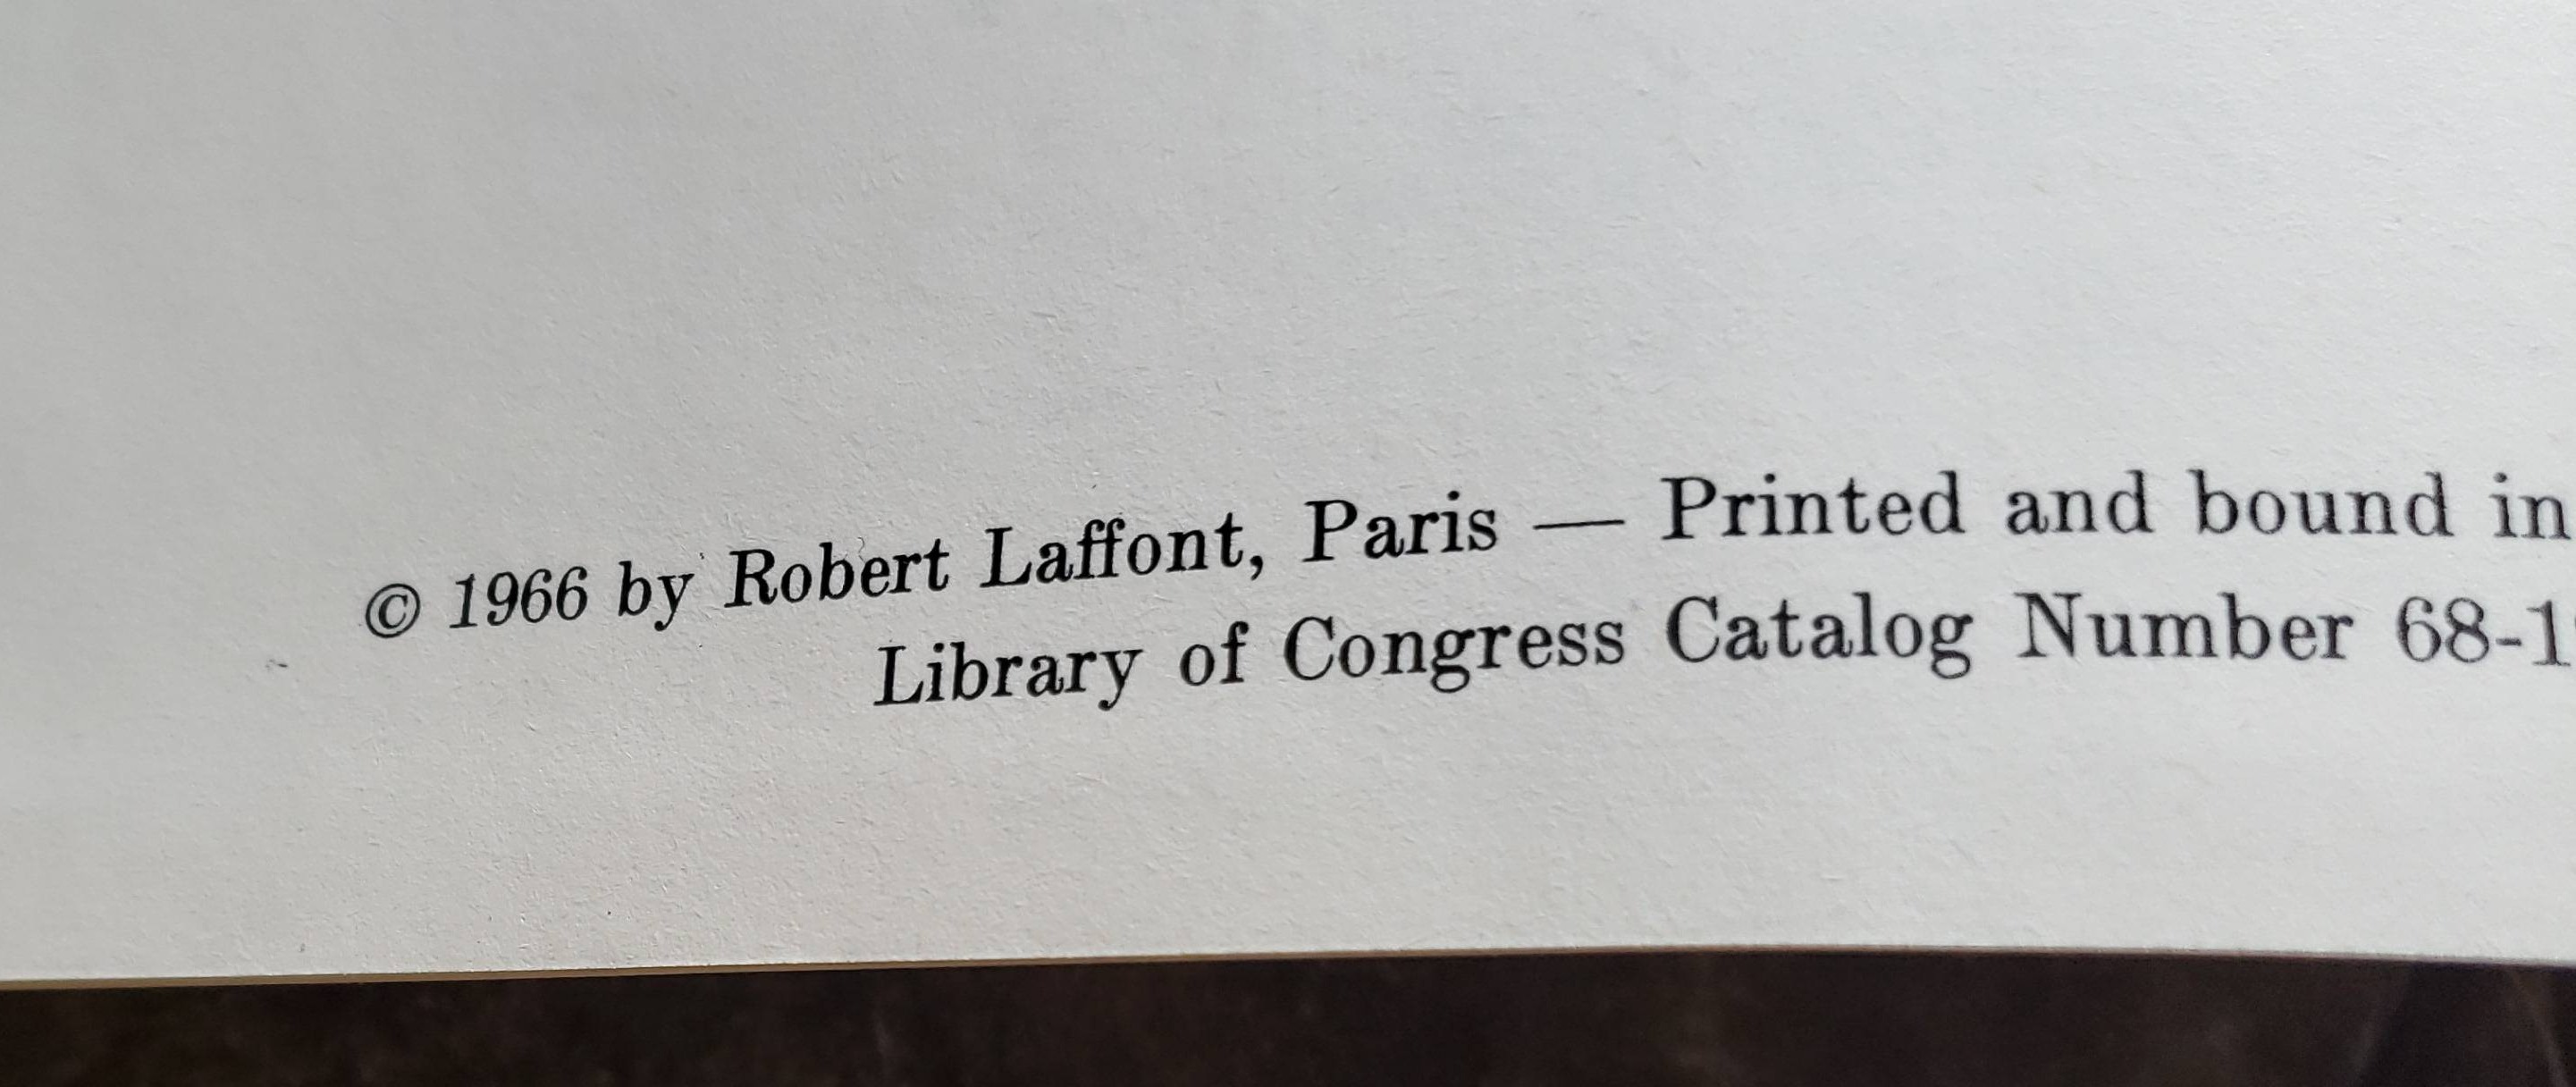 © 1966 by Robert Laffont, Paris — Printed and bound in
Library of Congress Catalog Number 68-1